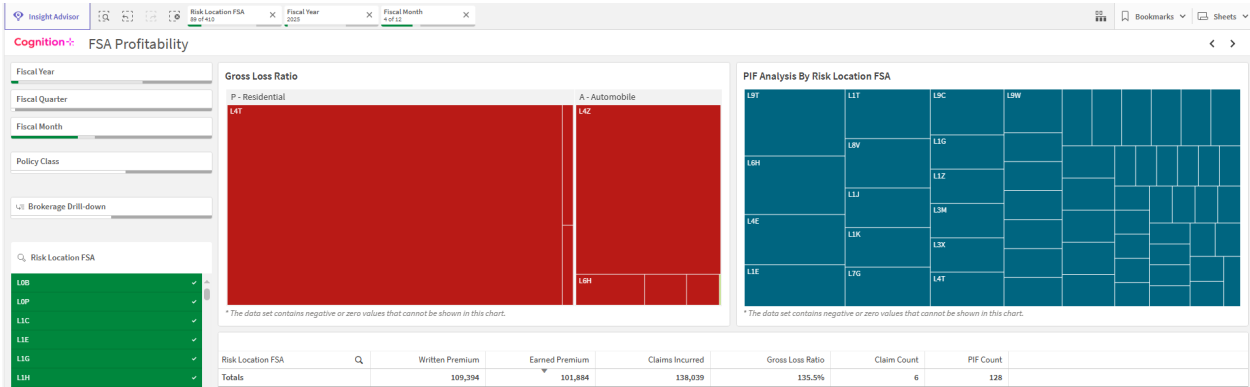 Insight Advisor
Risk Location FSA
89 of 410
Fiscal Year
2025
Fiscal Month
4 of 12
Bookmarks
Sheets
Cognition+
FSA Profitability
Fiscal Year
Fiscal Quarter
Fiscal Month
Policy Class
Brokerage Drill-down
Risk Location FSA
L0B
L0P
L1C
L1E
L1G
L1H
Gross Loss Ratio
P - Residential
A - Automobile
L4T
L4Z
L6H
* The data set contains negative or zero values that cannot be shown in this chart.
PIF Analysis By Risk Location FSA
L9T
L1T
L9C
L9W
L8V
L1G
L6H
L1Z
L1J
L3M
L4E
L1K
L3X
L1E
L7G
L4T
* The data set contains negative or zero values that cannot be shown in this chart.
Risk Location FSA Written Premium Earned Premium Claims Incurred Gross Loss Ratio Claim Count PIF Count
Totals 109,394 101,884 138,039 135.5% 6 128